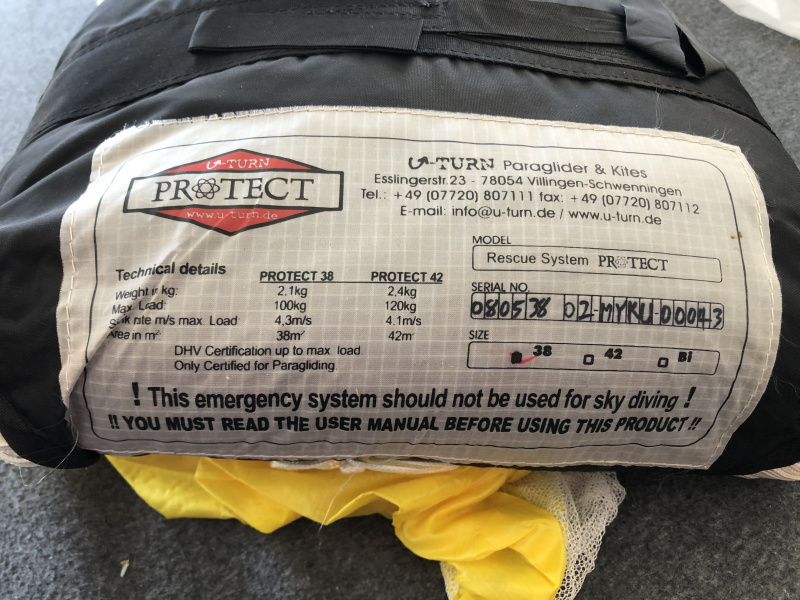 U-TURN
PROTECT
www.u-turn.de
U-TURN Paraglider & Kites
Esslingerstr.23 - 78054 Villingen-Schwenningen
Tel.: +49 (07720) 807111 fax: +49 (07720) 807112
E-mail: info@u-turn.de / www.u-turn.de
MODEL
Rescue System PROTECT
SERIAL NO.
080538 02-MYKU-00043
SIZE
38 42 Bi
Technical details PROTECT 38 PROTECT 42
Weight in kg: 2,1kg 2,4kg
Max. Load: 100kg 120kg
Sink rate m/s max. Load 4,3m/s 4,1m/s
Area in m² 38m² 42m²
DHV Certification up to max. load
Only Certified for Paragliding
! This emergency system should not be used for sky diving !
!! YOU MUST READ THE USER MANUAL BEFORE USING THIS PRODUCT !!